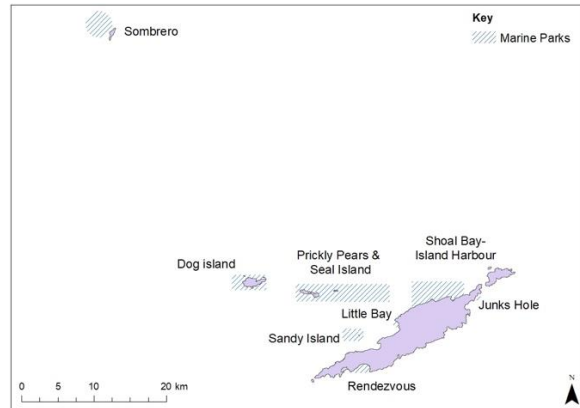 Key
Marine Parks
Sombrero
Dog island
Prickly Pears &
Seal Island
Shoal Bay-
Island Harbour
Junks Hole
Little Bay
Sandy Island
Rendezvous
0 5 10 20 km
N